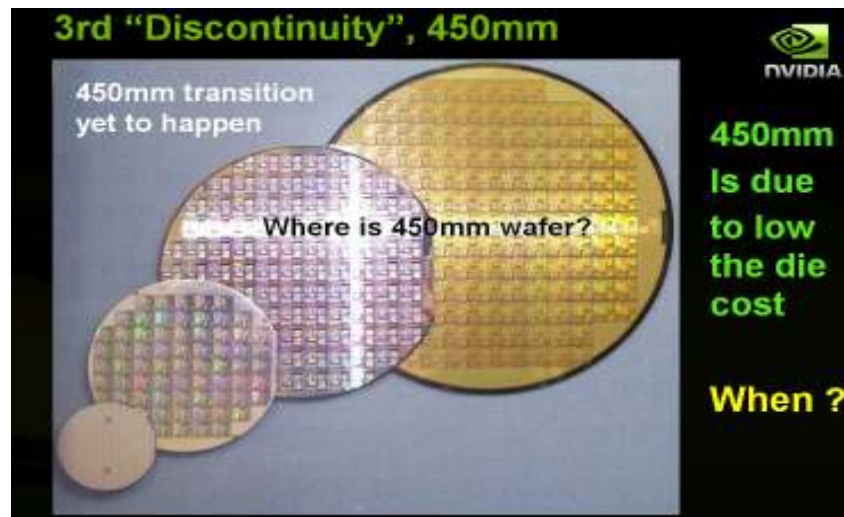 3rd “Discontinuity”, 450mm
NVIDIA
450mm transition
yet to happen
Where is 450mm wafer?
450mm
Is due
to low
the die
cost
When ?